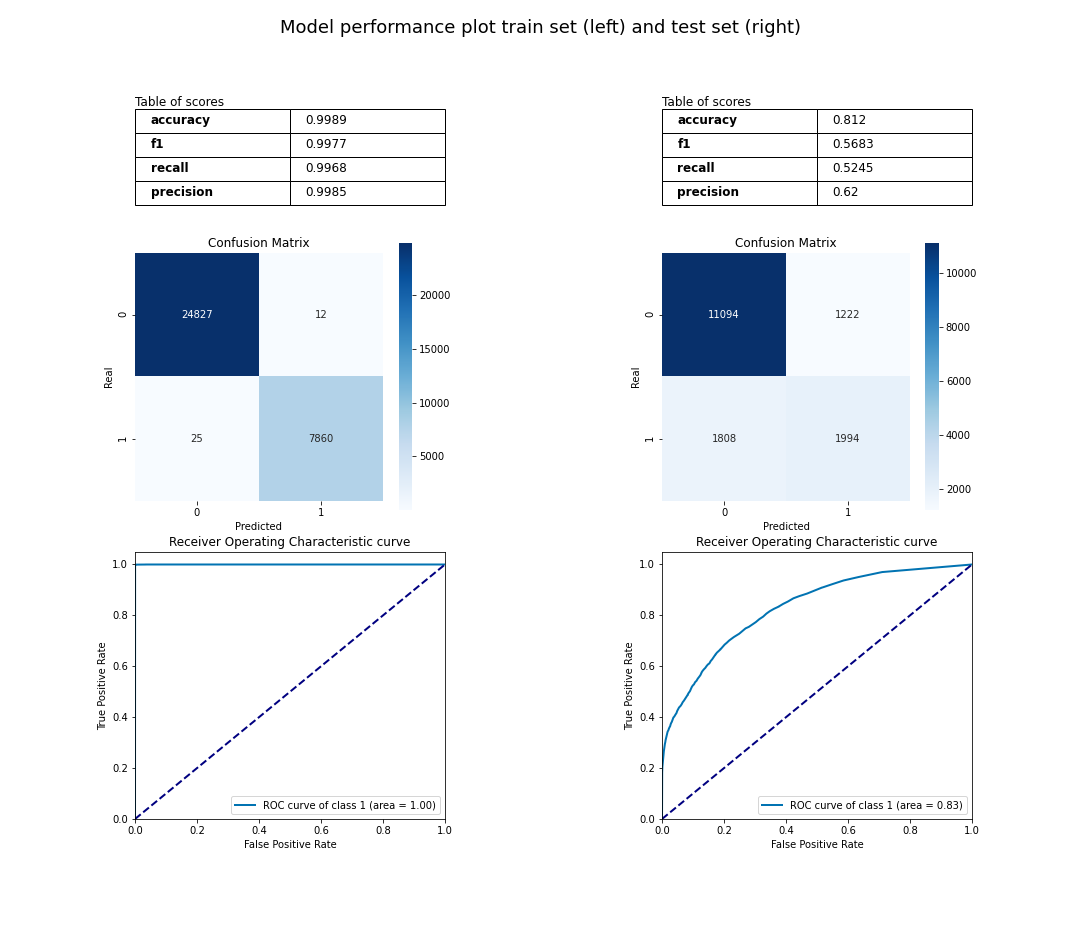 Model performance plot train set (left) and test set (right)
Table of scores
accuracy 0.9989
f1 0.9977
recall 0.9968
precision 0.9985
Confusion Matrix
0
1
Real
24827 12
25 7860
0 1
Predicted
20000
15000
10000
5000
Receiver Operating Characteristic curve
1.0
0.8
0.6
0.4
0.2
0.0
True Positive Rate
ROC curve of class 1 (area = 1.00)
0.0 0.2 0.4 0.6 0.8 1.0
False Positive Rate
Table of scores
accuracy 0.812
f1 0.5683
recall 0.5245
precision 0.62
Confusion Matrix
0
1
Real
11094 1222
1808 1994
0 1
Predicted
10000
8000
6000
4000
2000
Receiver Operating Characteristic curve
1.0
0.8
0.6
0.4
0.2
0.0
True Positive Rate
ROC curve of class 1 (area = 0.83)
0.0 0.2 0.4 0.6 0.8 1.0
False Positive Rate